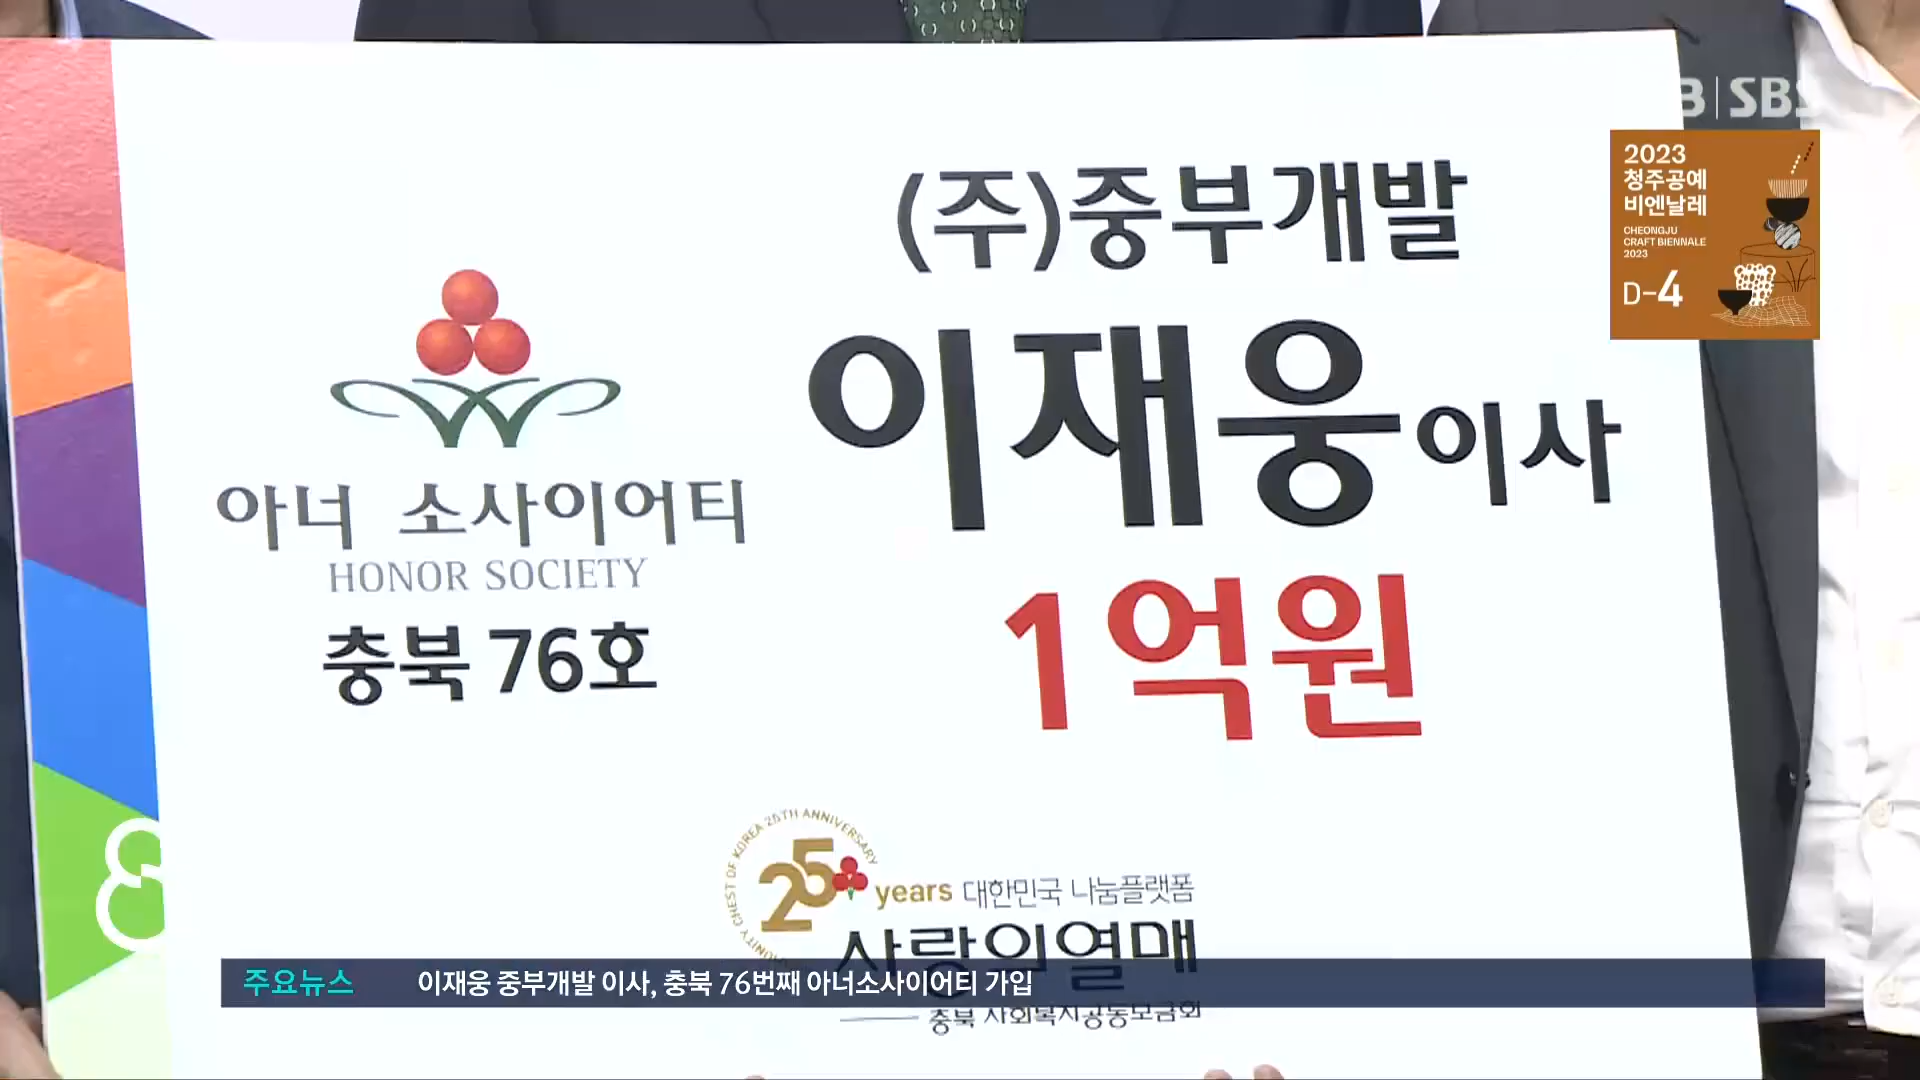 SBS
2023
청주공예
비엔날레
CHEONGJU
CRAFT BIENNALE
2023
D-4
(주)중부개발
이재웅이사
1억원
아너 소사이어티
HONOR SOCIETY
충북 76호
25TH ANNIVERSARY
CHEST OF KOREA
25 years 대한민국 나눔플랫폼
사랑의열매
충북 사회복지공동모금회
주요뉴스 이재웅 중부개발 이사, 충북 76번째 아너소사이어티 가입